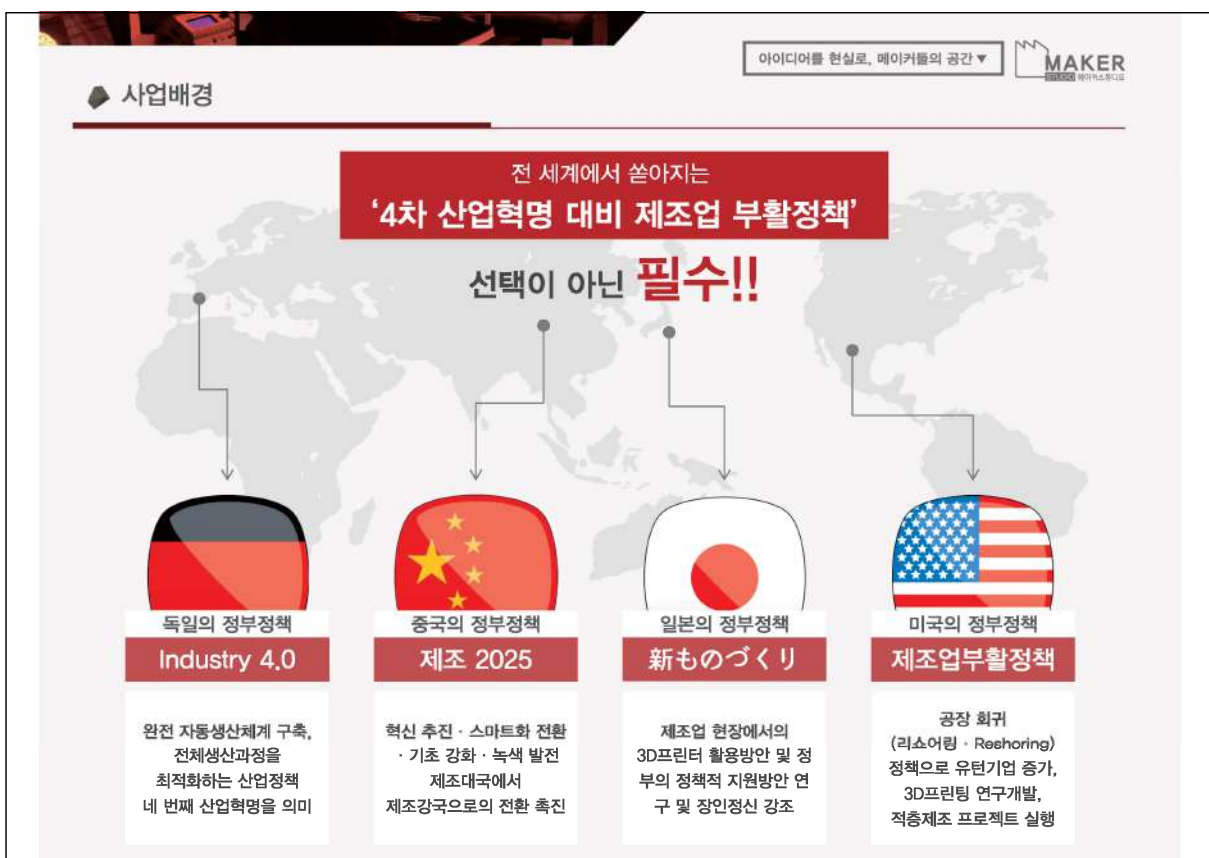 아이디어를 현실로, 메이커들의 공간▼
MAKER
STUDIO 메이커스튜디오
사업배경
전 세계에서 쏟아지는
‘4차 산업혁명 대비 제조업 부활정책’
선택이 아닌 필수!!
독일의 정부정책
Industry 4.0
완전 자동생산체계 구축,
전체생산과정을
최적화하는 산업정책
네 번째 산업혁명을 의미
중국의 정부정책
제조 2025
혁신 추진 · 스마트화 전환
· 기초 강화 · 녹색 발전
제조대국에서
제조강국으로의 전환 촉진
일본의 정부정책
新ものづくり
제조업 현장에서의
3D프린터 활용방안 및 정
부의 정책적 지원방안 연
구 및 장인정신 강조
미국의 정부정책
제조업부활정책
공장 회귀
(리쇼어링 · Reshoring)
정책으로 유턴기업 증가,
3D프린팅 연구개발,
적층제조 프로젝트 실행